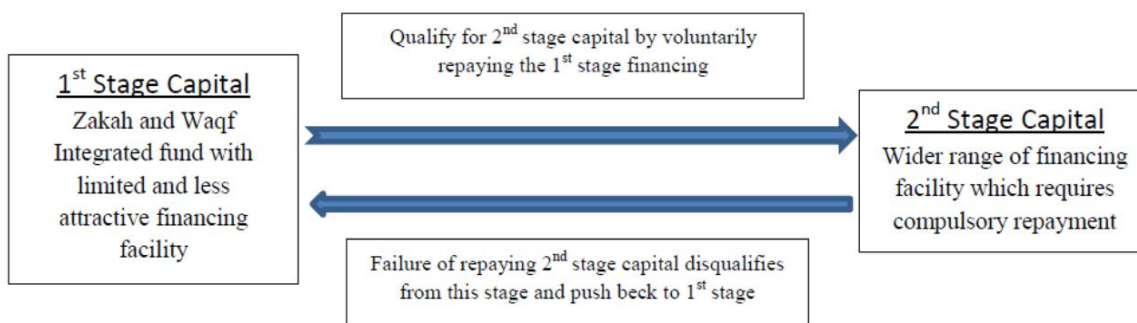 Qualify for 2nd stage capital by voluntarily
repaying the 1st stage financing
1st Stage Capital
Zakah and Waqf
Integrated fund with
limited and less
attractive financing
facility
2nd Stage Capital
Wider range of financing
facility which requires
compulsory repayment
Failure of repaying 2nd stage capital disqualifies
from this stage and push beck to 1st stage